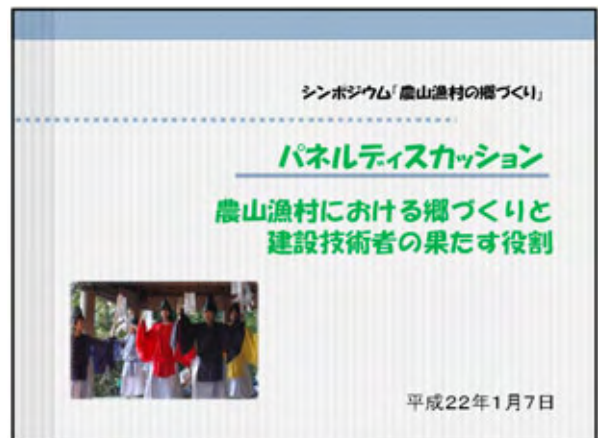 シンポジウム「農山漁村の郷づくり」
パネルディスカッション
農山漁村における郷づくりと
建設技術者の果たす役割
平成22年1月7日